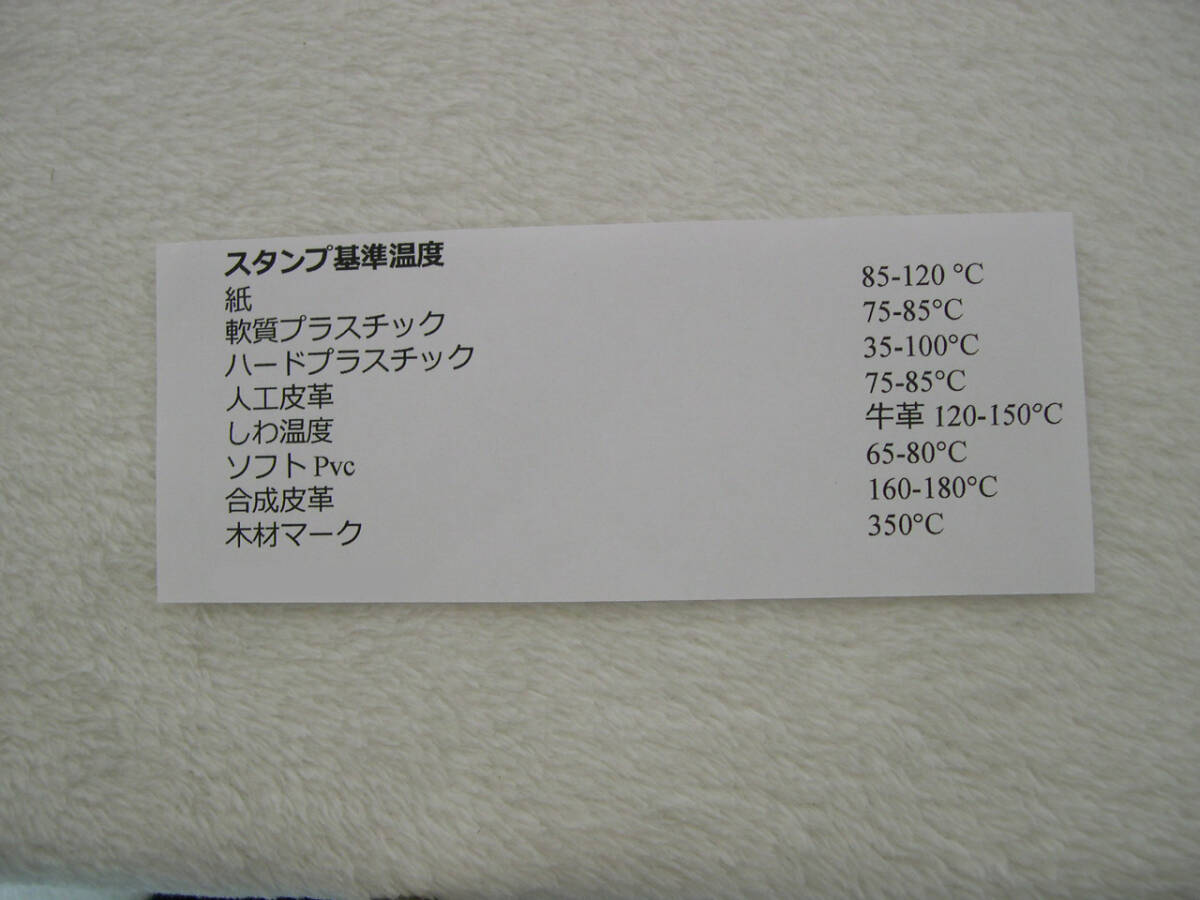 スタンプ基準温度
紙 85-120 °C
軟質プラスチック 75-85°C
ハードプラスチック 35-100°C
人工皮革 75-85°C
しわ温度 牛革 120-150°C
ソフト Pvc 65-80°C
合成皮革 160-180°C
木材マーク 350°C